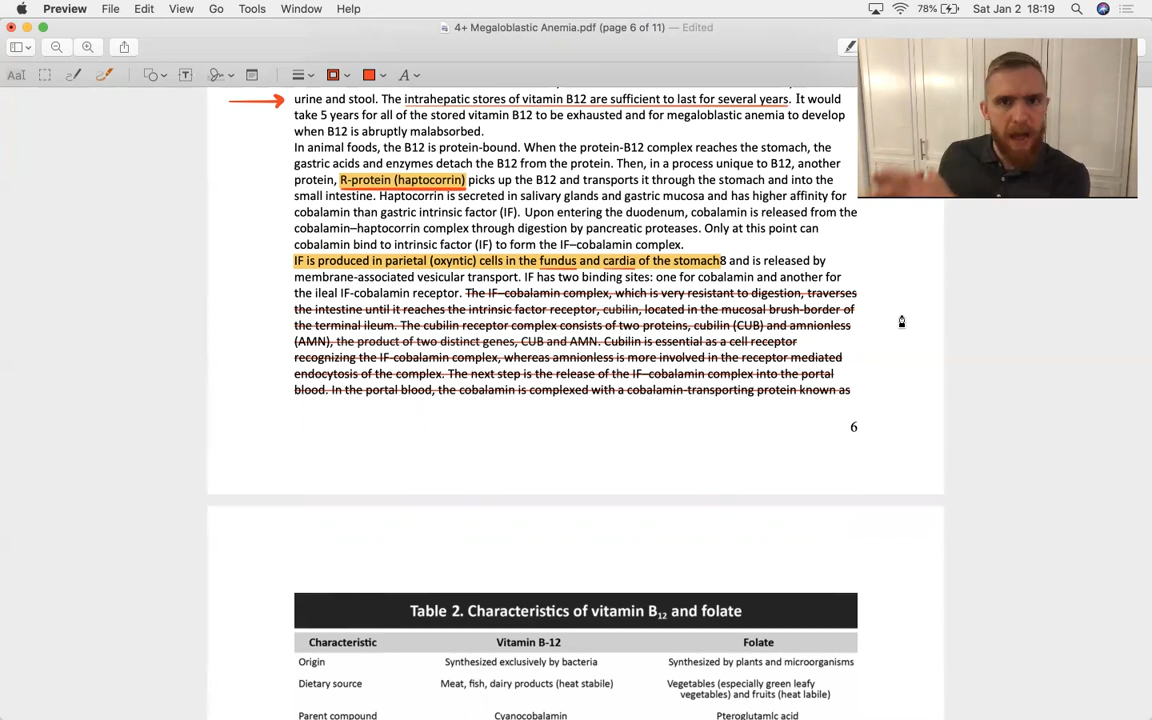 Preview File Edit View Go Tools Window Help 78% Sat Jan 2 18:19
4+ Megaloblastic Anemia.pdf (page 6 of 11) — Edited
urine and stool. The intrahepatic stores of vitamin B12 are sufficient to last for several years. It would
take 5 years for all of the stored vitamin B12 to be exhausted and for megaloblastic anemia to develop
when B12 is abruptly malabsorbed.
In animal foods, the B12 is protein-bound. When the protein-B12 complex reaches the stomach, the
gastric acids and enzymes detach the B12 from the protein. Then, in a process unique to B12, another
protein, R-protein (haptocorrin) picks up the B12 and transports it through the stomach and into the
small intestine. Haptocorrin is secreted in salivary glands and gastric mucosa and has higher affinity for
cobalamin than gastric intrinsic factor (IF). Upon entering the duodenum, cobalamin is released from the
cobalamin–haptocorrin complex through digestion by pancreatic proteases. Only at this point can
cobalamin bind to intrinsic factor (IF) to form the IF–cobalamin complex.
IF is produced in parietal (oxyntic) cells in the fundus and cardia of the stomach8 and is released by
membrane-associated vesicular transport. IF has two binding sites: one for cobalamin and another for
the ileal IF-cobalamin receptor. The IF–cobalamin complex, which is very resistant to digestion, traverses
the intestine until it reaches the intrinsic factor receptor, cubilin, located in the mucosal brush-border of
the terminal ileum. The cubilin receptor complex consists of two proteins, cubilin (CUB) and amnionless
(AMN), the product of two distinct genes, CUB and AMN. Cubilin is essential as a cell receptor
recognizing the IF-cobalamin complex, whereas amnionless is more involved in the receptor mediated
endocytosis of the complex. The next step is the release of the IF–cobalamin complex into the portal
blood. In the portal blood, the cobalamin is complexed with a cobalamin-transporting protein known as
6
Table 2. Characteristics of vitamin B12 and folate
Characteristic Vitamin B-12 Folate
Origin Synthesized exclusively by bacteria Synthesized by plants and microorganisms
Dietary source Meat, fish, dairy products (heat stabile) Vegetables (especially green leafy
vegetables) and fruits (heat labile)
Parent compound Cyanocobalamin Pteroglutamic acid